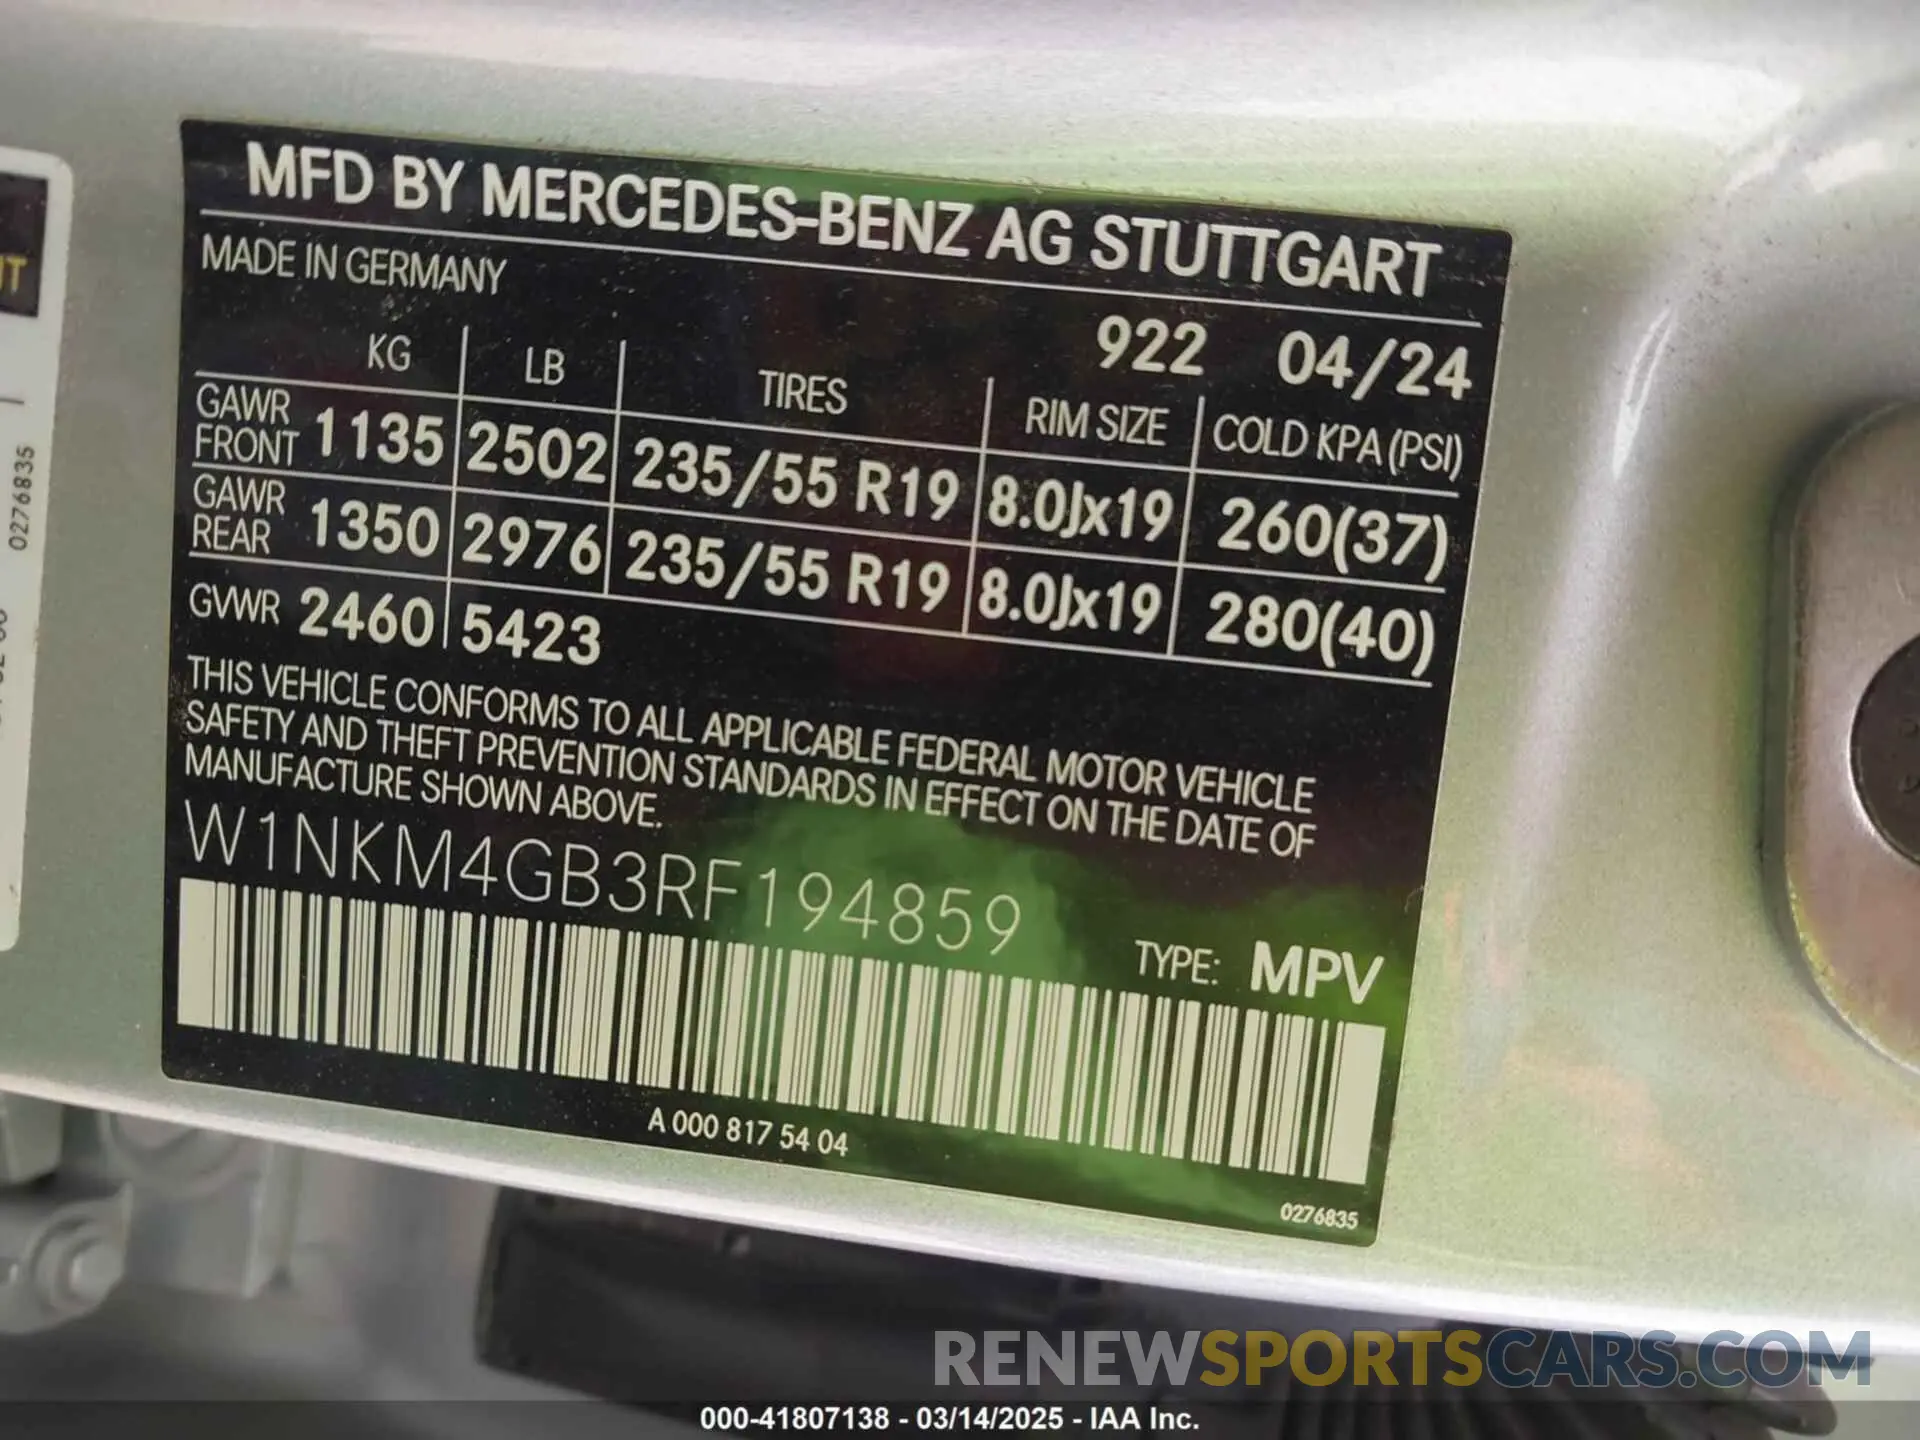 MFD BY MERCEDES-BENZ AG STUTTGART
MADE IN GERMANY
922 04/24
KG LB TIRES RIM SIZE COLD KPA (PSI)
GAWR FRONT 1135 2502 235/55 R19 8.0Jx19 260(37)
GAWR REAR 1350 2976 235/55 R19 8.0Jx19 280(40)
GVWR 2460 5423
THIS VEHICLE CONFORMS TO ALL APPLICABLE FEDERAL MOTOR VEHICLE
SAFETY AND THEFT PREVENTION STANDARDS IN EFFECT ON THE DATE OF
MANUFACTURE SHOWN ABOVE.
W1NKM4GB3RF194859
TYPE: MPV
A 000 817 54 04
0276835
0276835
RENEWSPORTSCARS.COM
000-41807138 - 03/14/2025 - IAA Inc.